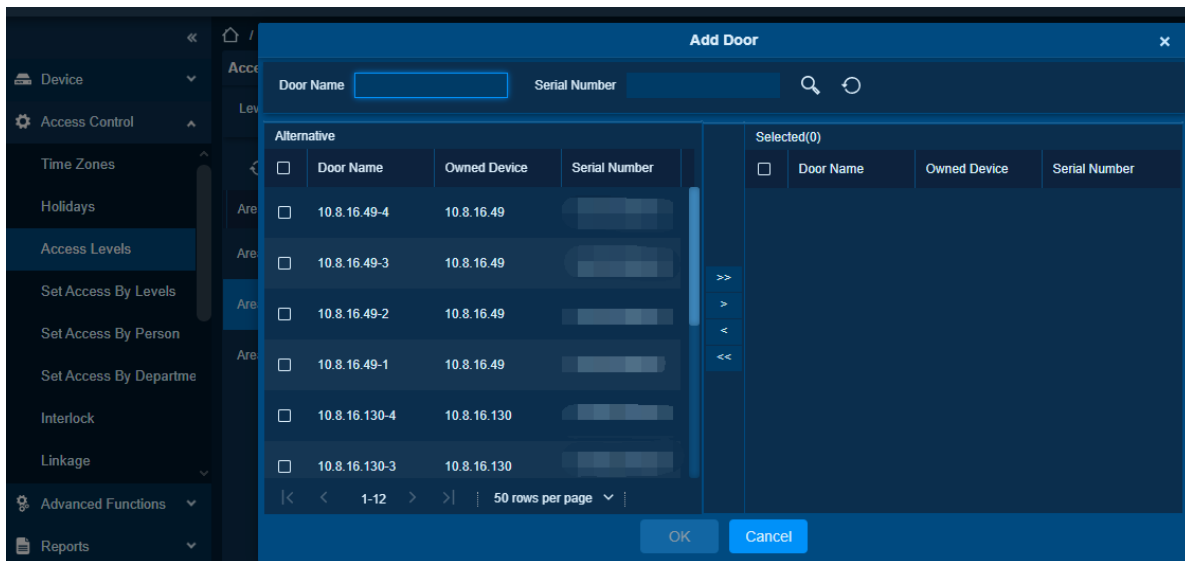 «
/
Add Door
×
Device
Acce
Door Name
Serial Number
Access Control
Lev
Alternative
Selected(0)
Time Zones
Door Name Owned Device Serial Number
Door Name Owned Device Serial Number
Holidays
Are
10.8.16.49-4 10.8.16.49
Access Levels
Are
10.8.16.49-3 10.8.16.49
>>
Set Access By Levels
Are
10.8.16.49-2 10.8.16.49
>
<
Set Access By Person
Are
10.8.16.49-1 10.8.16.49
<<
Set Access By Departme
Interlock
10.8.16.130-4 10.8.16.130
Linkage
10.8.16.130-3 10.8.16.130
Advanced Functions
|< < 1-12 > >| 50 rows per page
Reports
OK Cancel